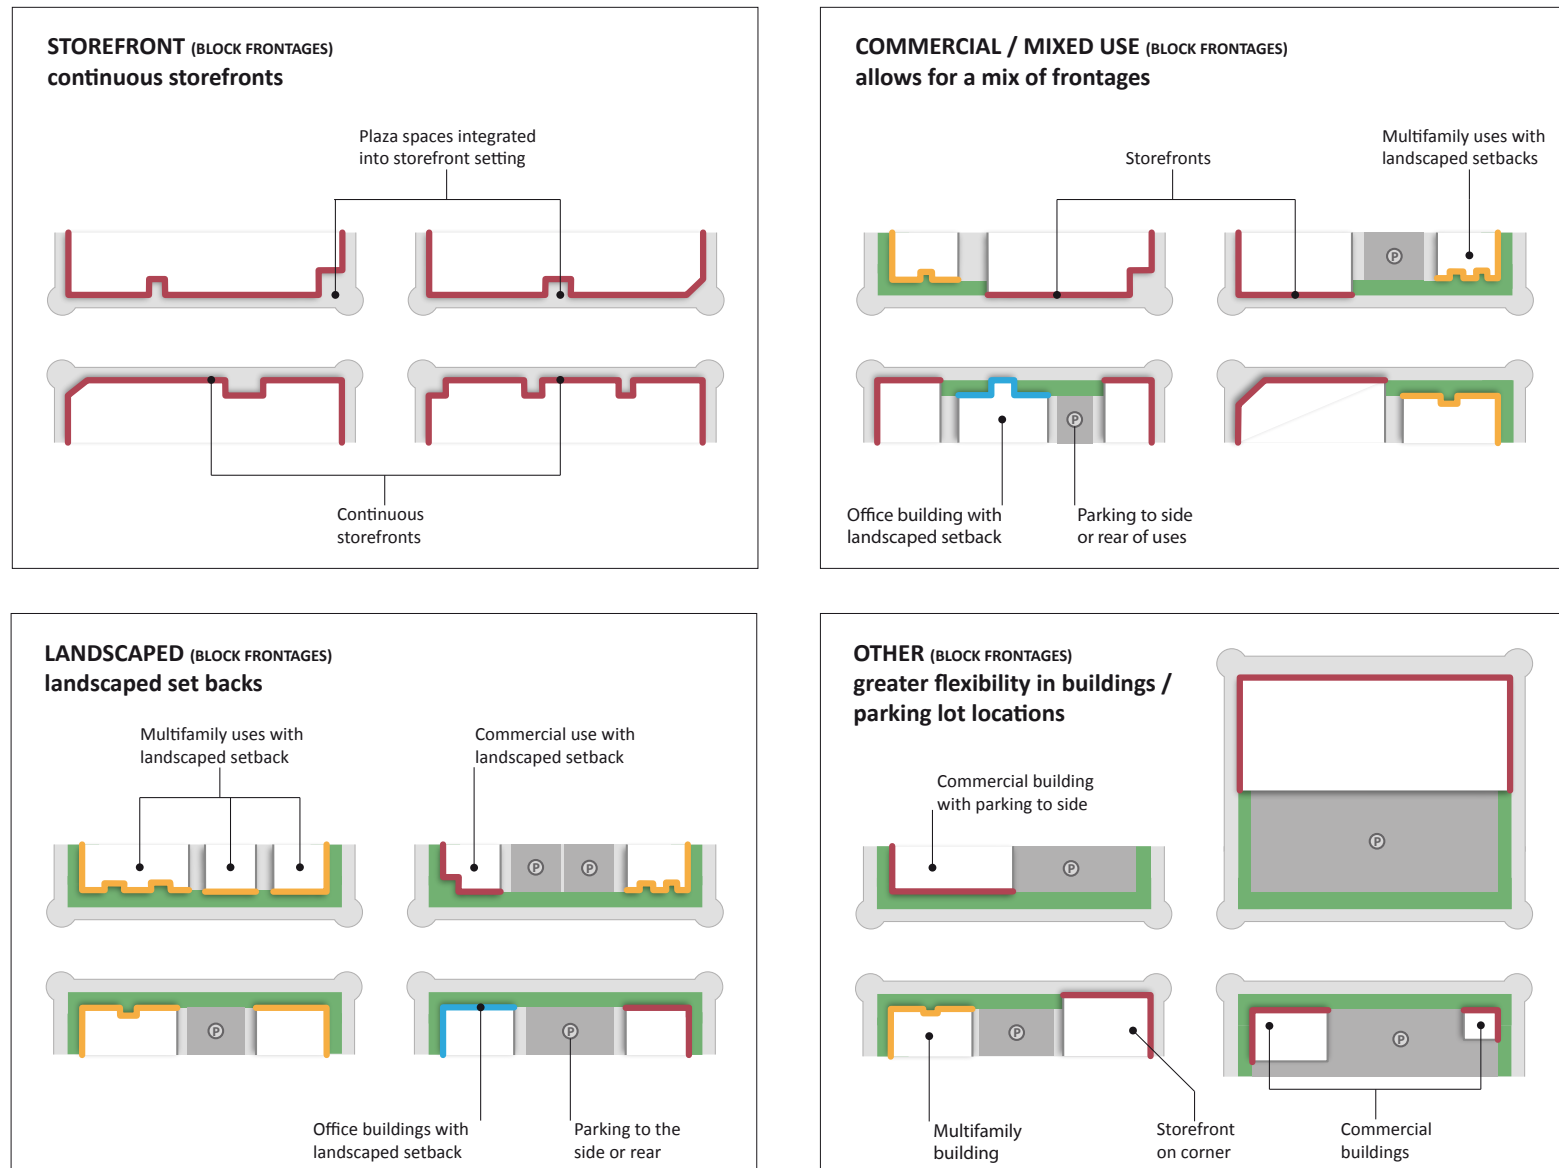 STOREFRONT (BLOCK FRONTAGES)
continuous storefronts
Plaza spaces integrated
into storefront setting
Continuous
storefronts
COMMERCIAL / MIXED USE (BLOCK FRONTAGES)
allows for a mix of frontages
Storefronts
Multifamily uses with
landscaped setbacks
P
P
Office building with
landscaped setback
Parking to side
or rear of uses
LANDSCAPED (BLOCK FRONTAGES)
landscaped set backs
Multifamily uses with
landscaped setback
Commercial use with
landscaped setback
P
P
P
P
Office buildings with
landscaped setback
Parking to the
side or rear
OTHER (BLOCK FRONTAGES)
greater flexibility in buildings /
parking lot locations
Commercial building
with parking to side
P
P
P
P
Multifamily
building
Storefront
on corner
Commercial
buildings